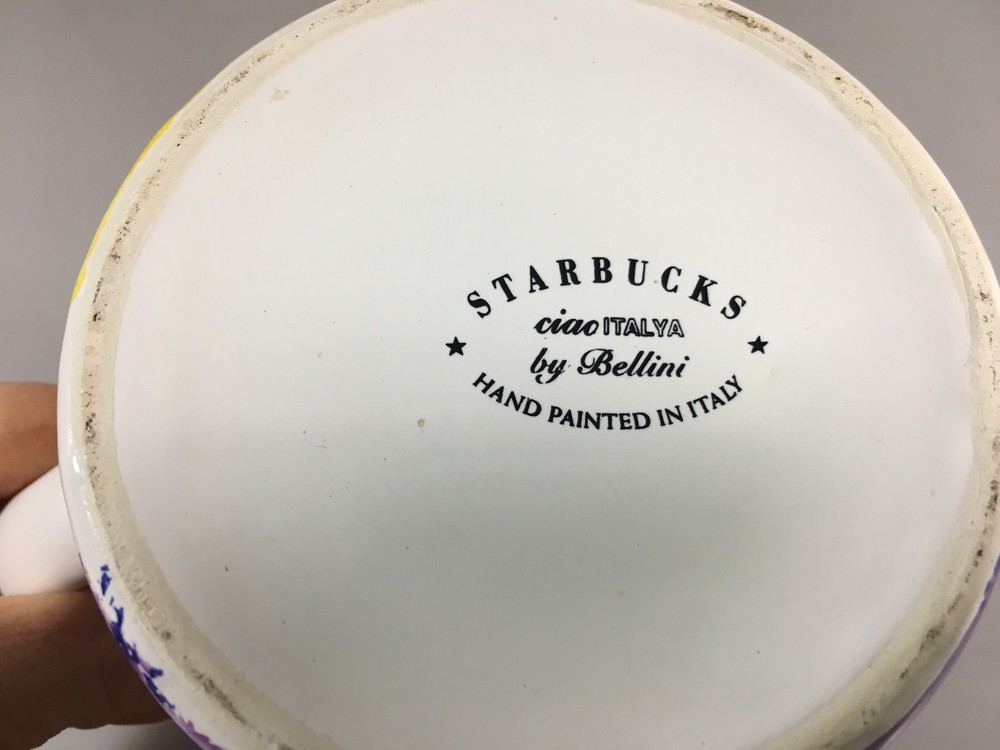 STARBUCKS
ciao ITALYA
by Bellini
HAND PAINTED IN ITALY